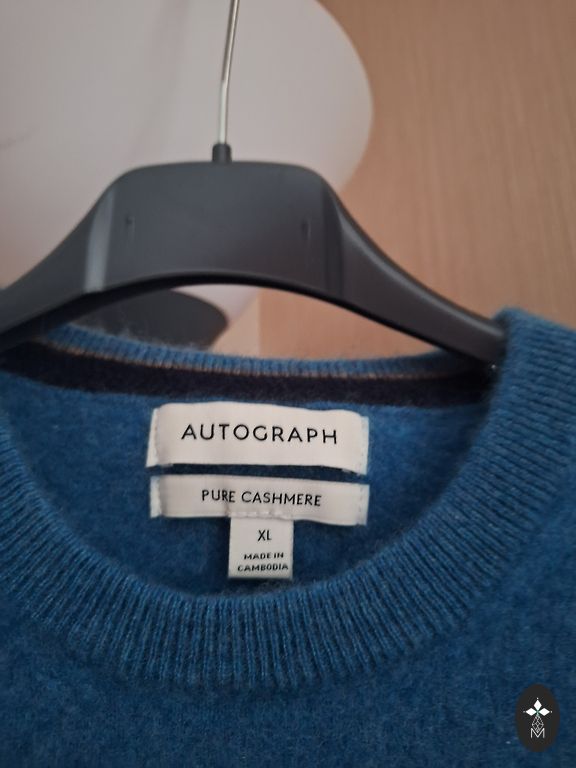 AUTOGRAPH
PURE CASHMERE
XL
MADE IN
CAMBODIA
M